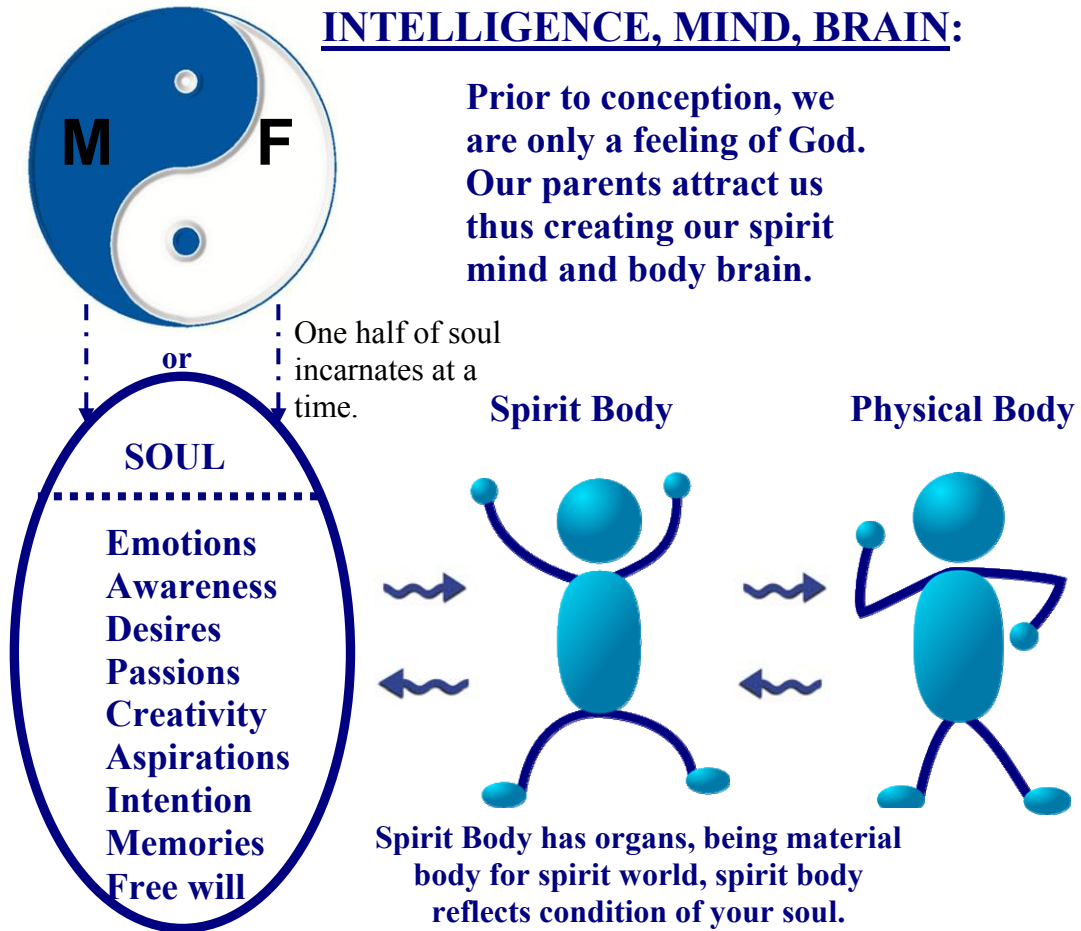 INTELLIGENCE, MIND, BRAIN:
M
F
Prior to conception, we
are only a feeling of God.
Our parents attract us
thus creating our spirit
mind and body brain.
or
One half of soul
incarnates at a
time.
SOUL
Emotions
Awareness
Desires
Passions
Creativity
Aspirations
Intention
Memories
Free will
Spirit Body
Physical Body
Spirit Body has organs, being material
body for spirit world, spirit body
reflects condition of your soul.